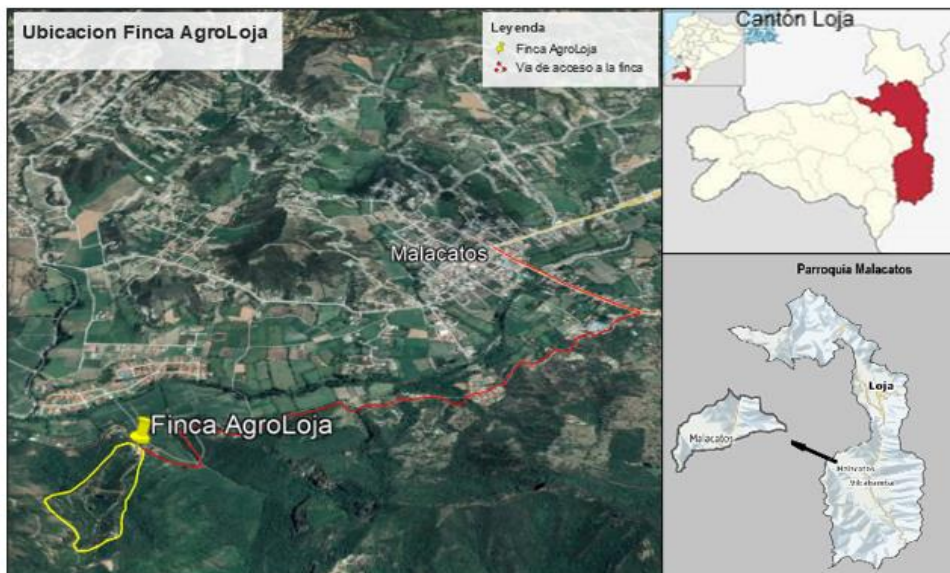 Ubicacion Finca AgroLoja
Leyenda
Finca AgroLoja
Via de acceso a la finca
Malacatos
Finca AgroLoja
Cantón Loja
Parroquia Malacatos
Loja
Malacatos
Malacatos
Vilcabamba